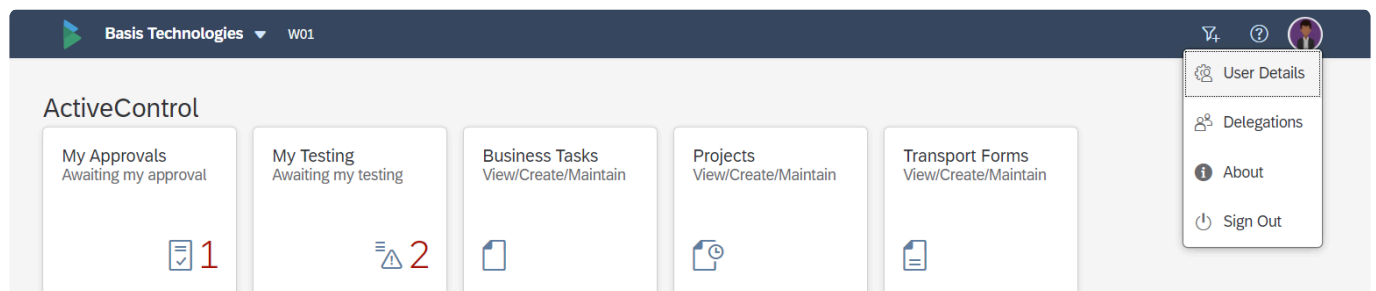 Basis Technologies W01
User Details
Delegations
About
Sign Out
ActiveControl
My Approvals
Awaiting my approval
1
My Testing
Awaiting my testing
2
Business Tasks
View/Create/Maintain
Projects
View/Create/Maintain
Transport Forms
View/Create/Maintain